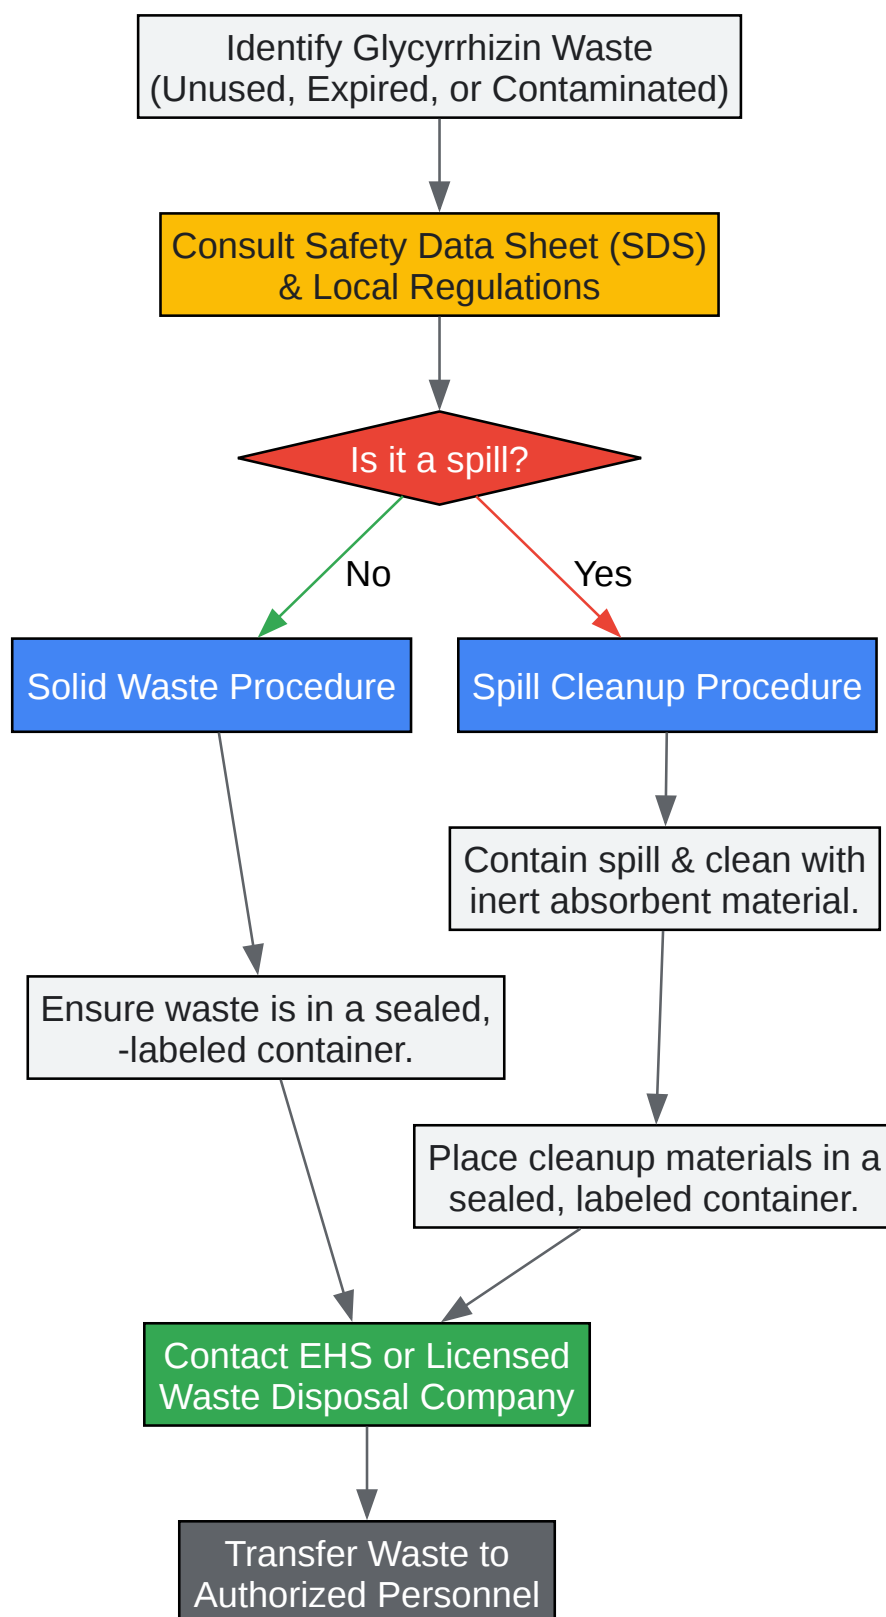 Identify Glycyrrhizin Waste
(Unused, Expired, or Contaminated)
Consult Safety Data Sheet (SDS)
& Local Regulations
Is it a spill?
No
Yes
Solid Waste Procedure
Spill Cleanup Procedure
Contain spill & clean with
inert absorbent material.
Ensure waste is in a sealed,
-labeled container.
Place cleanup materials in a
sealed, labeled container.
Contact EHS or Licensed
Waste Disposal Company
Transfer Waste to
Authorized Personnel